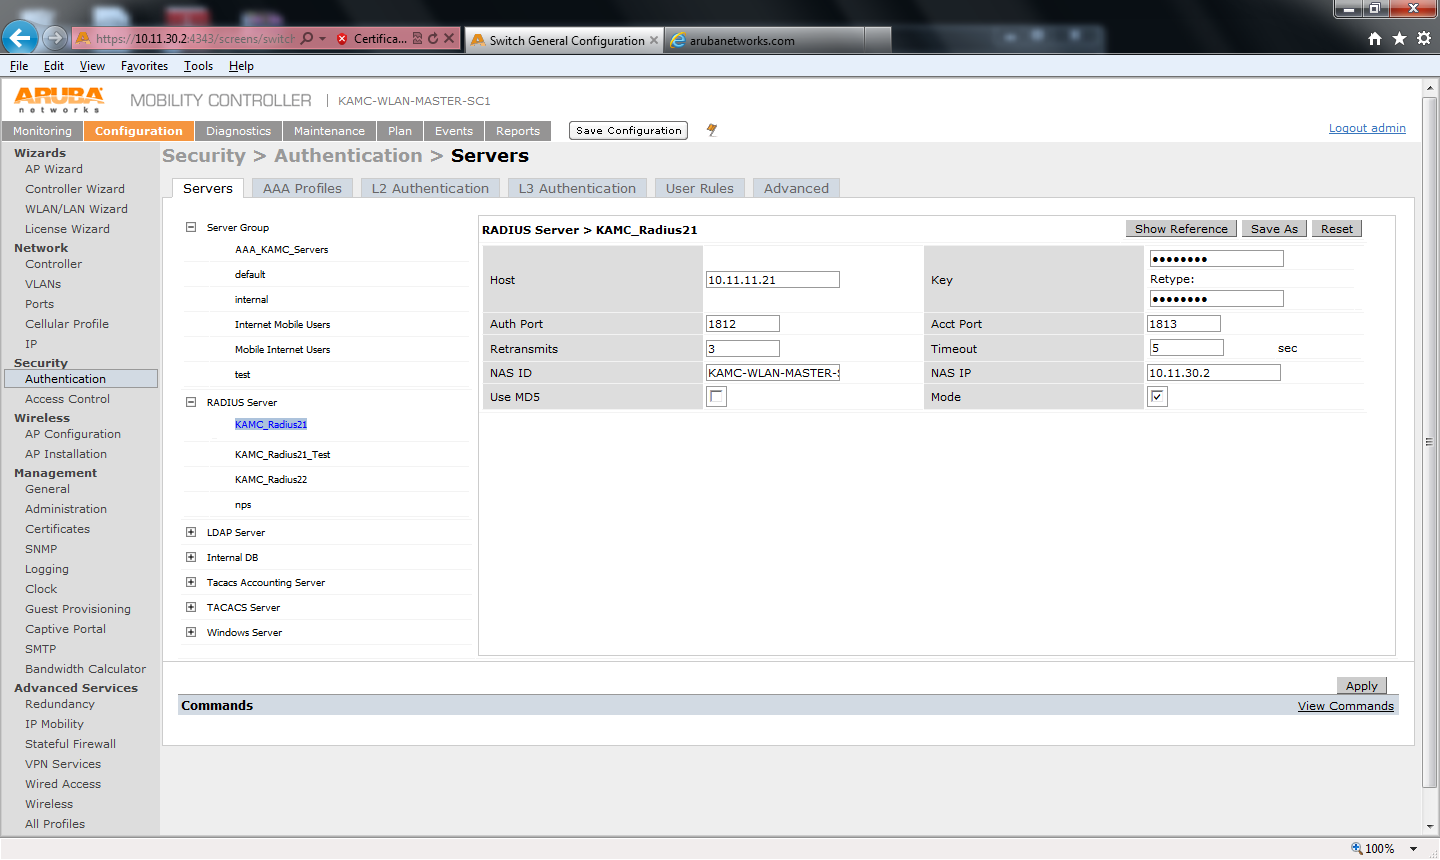 https://10.11.30.2:4343/screens/switch
Certifica...
Switch General Configuration
arubanetworks.com
File Edit View Favorites Tools Help
ARUBA networks
MOBILITY CONTROLLER | KAMC-WLAN-MASTER-SC1
Monitoring Configuration Diagnostics Maintenance Plan Events Reports Save Configuration
Logout admin
Wizards
AP Wizard
Controller Wizard
WLAN/LAN Wizard
License Wizard
Network
Controller
VLANs
Ports
Cellular Profile
IP
Security
Authentication
Access Control
Wireless
AP Configuration
AP Installation
Management
General
Administration
Certificates
SNMP
Logging
Clock
Guest Provisioning
Captive Portal
SMTP
Bandwidth Calculator
Advanced Services
Redundancy
IP Mobility
Stateful Firewall
VPN Services
Wired Access
Wireless
All Profiles
Security > Authentication > Servers
Servers AAA Profiles L2 Authentication L3 Authentication User Rules Advanced
Server Group
AAA_KAMC_Servers
default
internal
Internet Mobile Users
Mobile Internet Users
test
RADIUS Server
KAMC_Radius21
KAMC_Radius21_Test
KAMC_Radius22
nps
LDAP Server
Internal DB
Tacacs Accounting Server
TACACS Server
Windows Server
RADIUS Server > KAMC_Radius21
Show Reference Save As Reset
Host 10.11.11.21 Key ••••••••
Retype:
••••••••
Auth Port 1812 Acct Port 1813
Retransmits 3 Timeout 5 sec
NAS ID KAMC-WLAN-MASTER-S NAS IP 10.11.30.2
Use MD5 Mode
Apply
Commands View Commands
100%